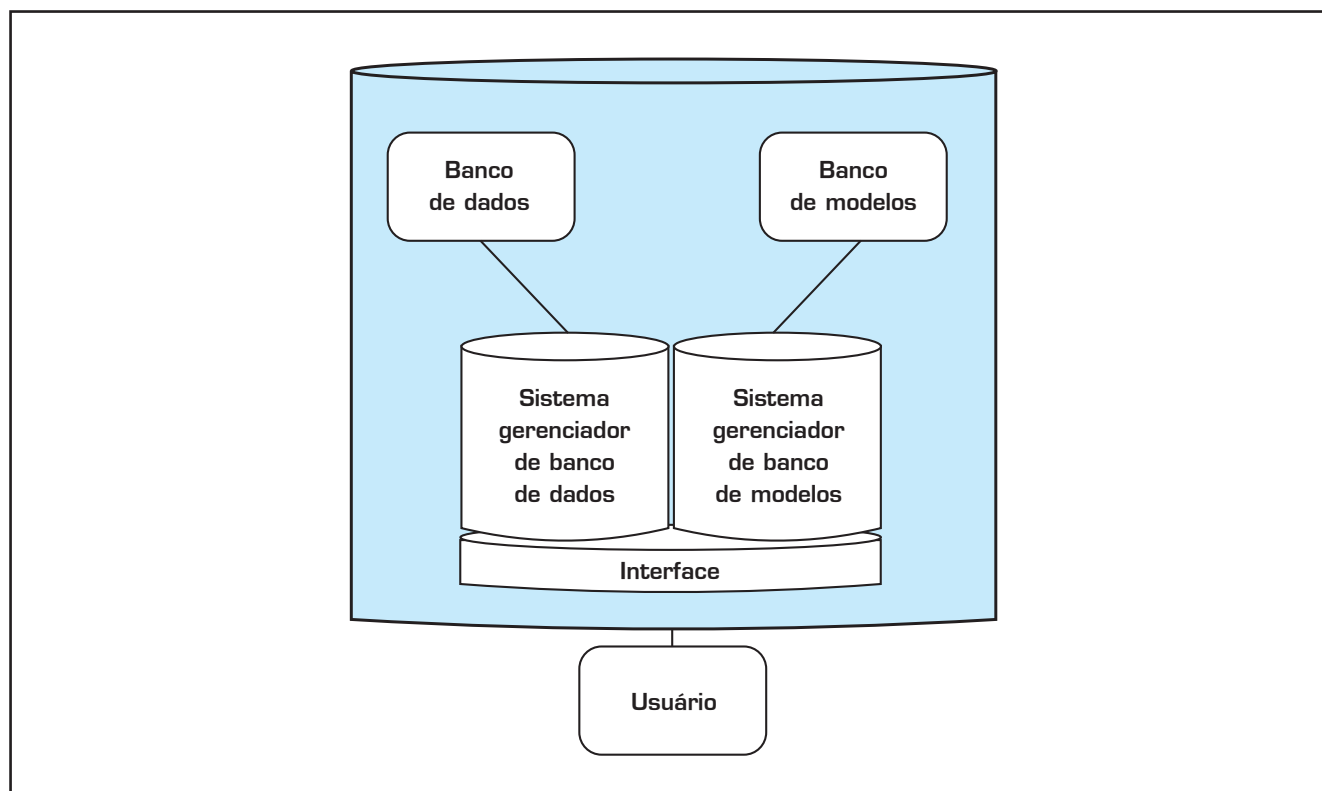 Banco
de dados
Banco
de modelos
Sistema
gerenciador
de banco
de dados
Sistema
gerenciador
de banco
de modelos
Interface
Usuário